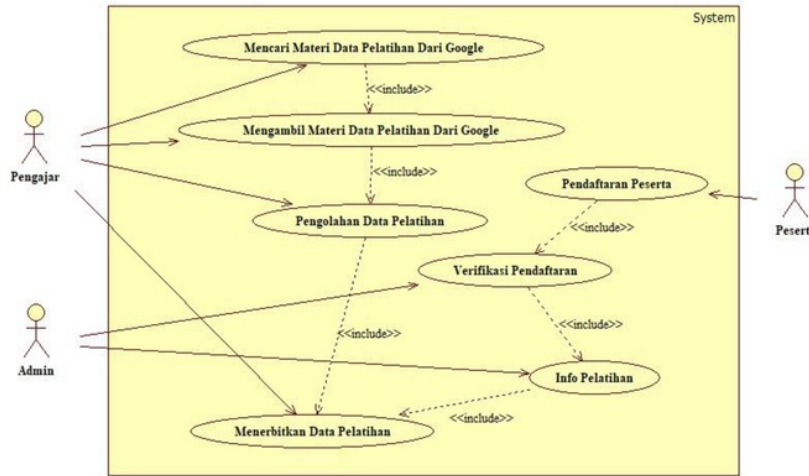 System
Mencari Materi Data Pelatihan Dari Google
<<include>>
Mengambil Materi Data Pelatihan Dari Google
Pengajar
<<include>>
Pendaftaran Peserta
Pengolahan Data Pelatihan
<<include>>
Pesert
Verifikasi Pendaftaran
<<include>>
<<include>>
Admin
Info Pelatihan
<<include>>
Menerbitkan Data Pelatihan